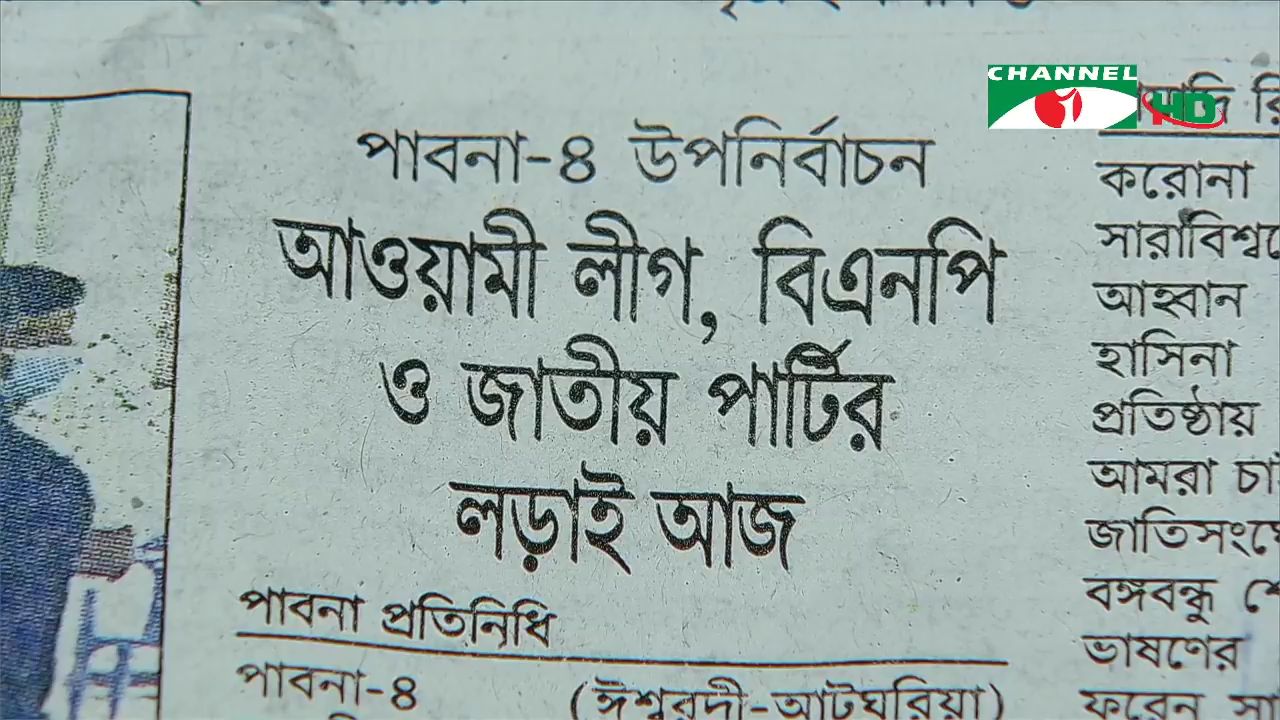 CHANNEL
HD
পাবনা-৪ উপনির্বাচন
আওয়ামী লীগ, বিএনপি
ও জাতীয় পার্টির
লড়াই আজ
পাবনা প্রতিনিধি
পাবনা-৪ (ঈশ্বরদী-আটঘরিয়া)
করোনা
আহ্বান
হাসিনা
প্রতিষ্ঠায়
আমরা
বঙ্গবন্ধু
ভাষণের
ফরেন